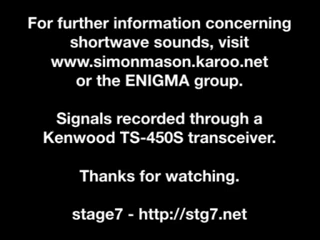 For further information concerning
shortwave sounds, visit
www.simonmason.karoo.net
or the ENIGMA group.
Signals recorded through a
Kenwood TS-450S transceiver.
Thanks for watching.
stage7 - http://stg7.net